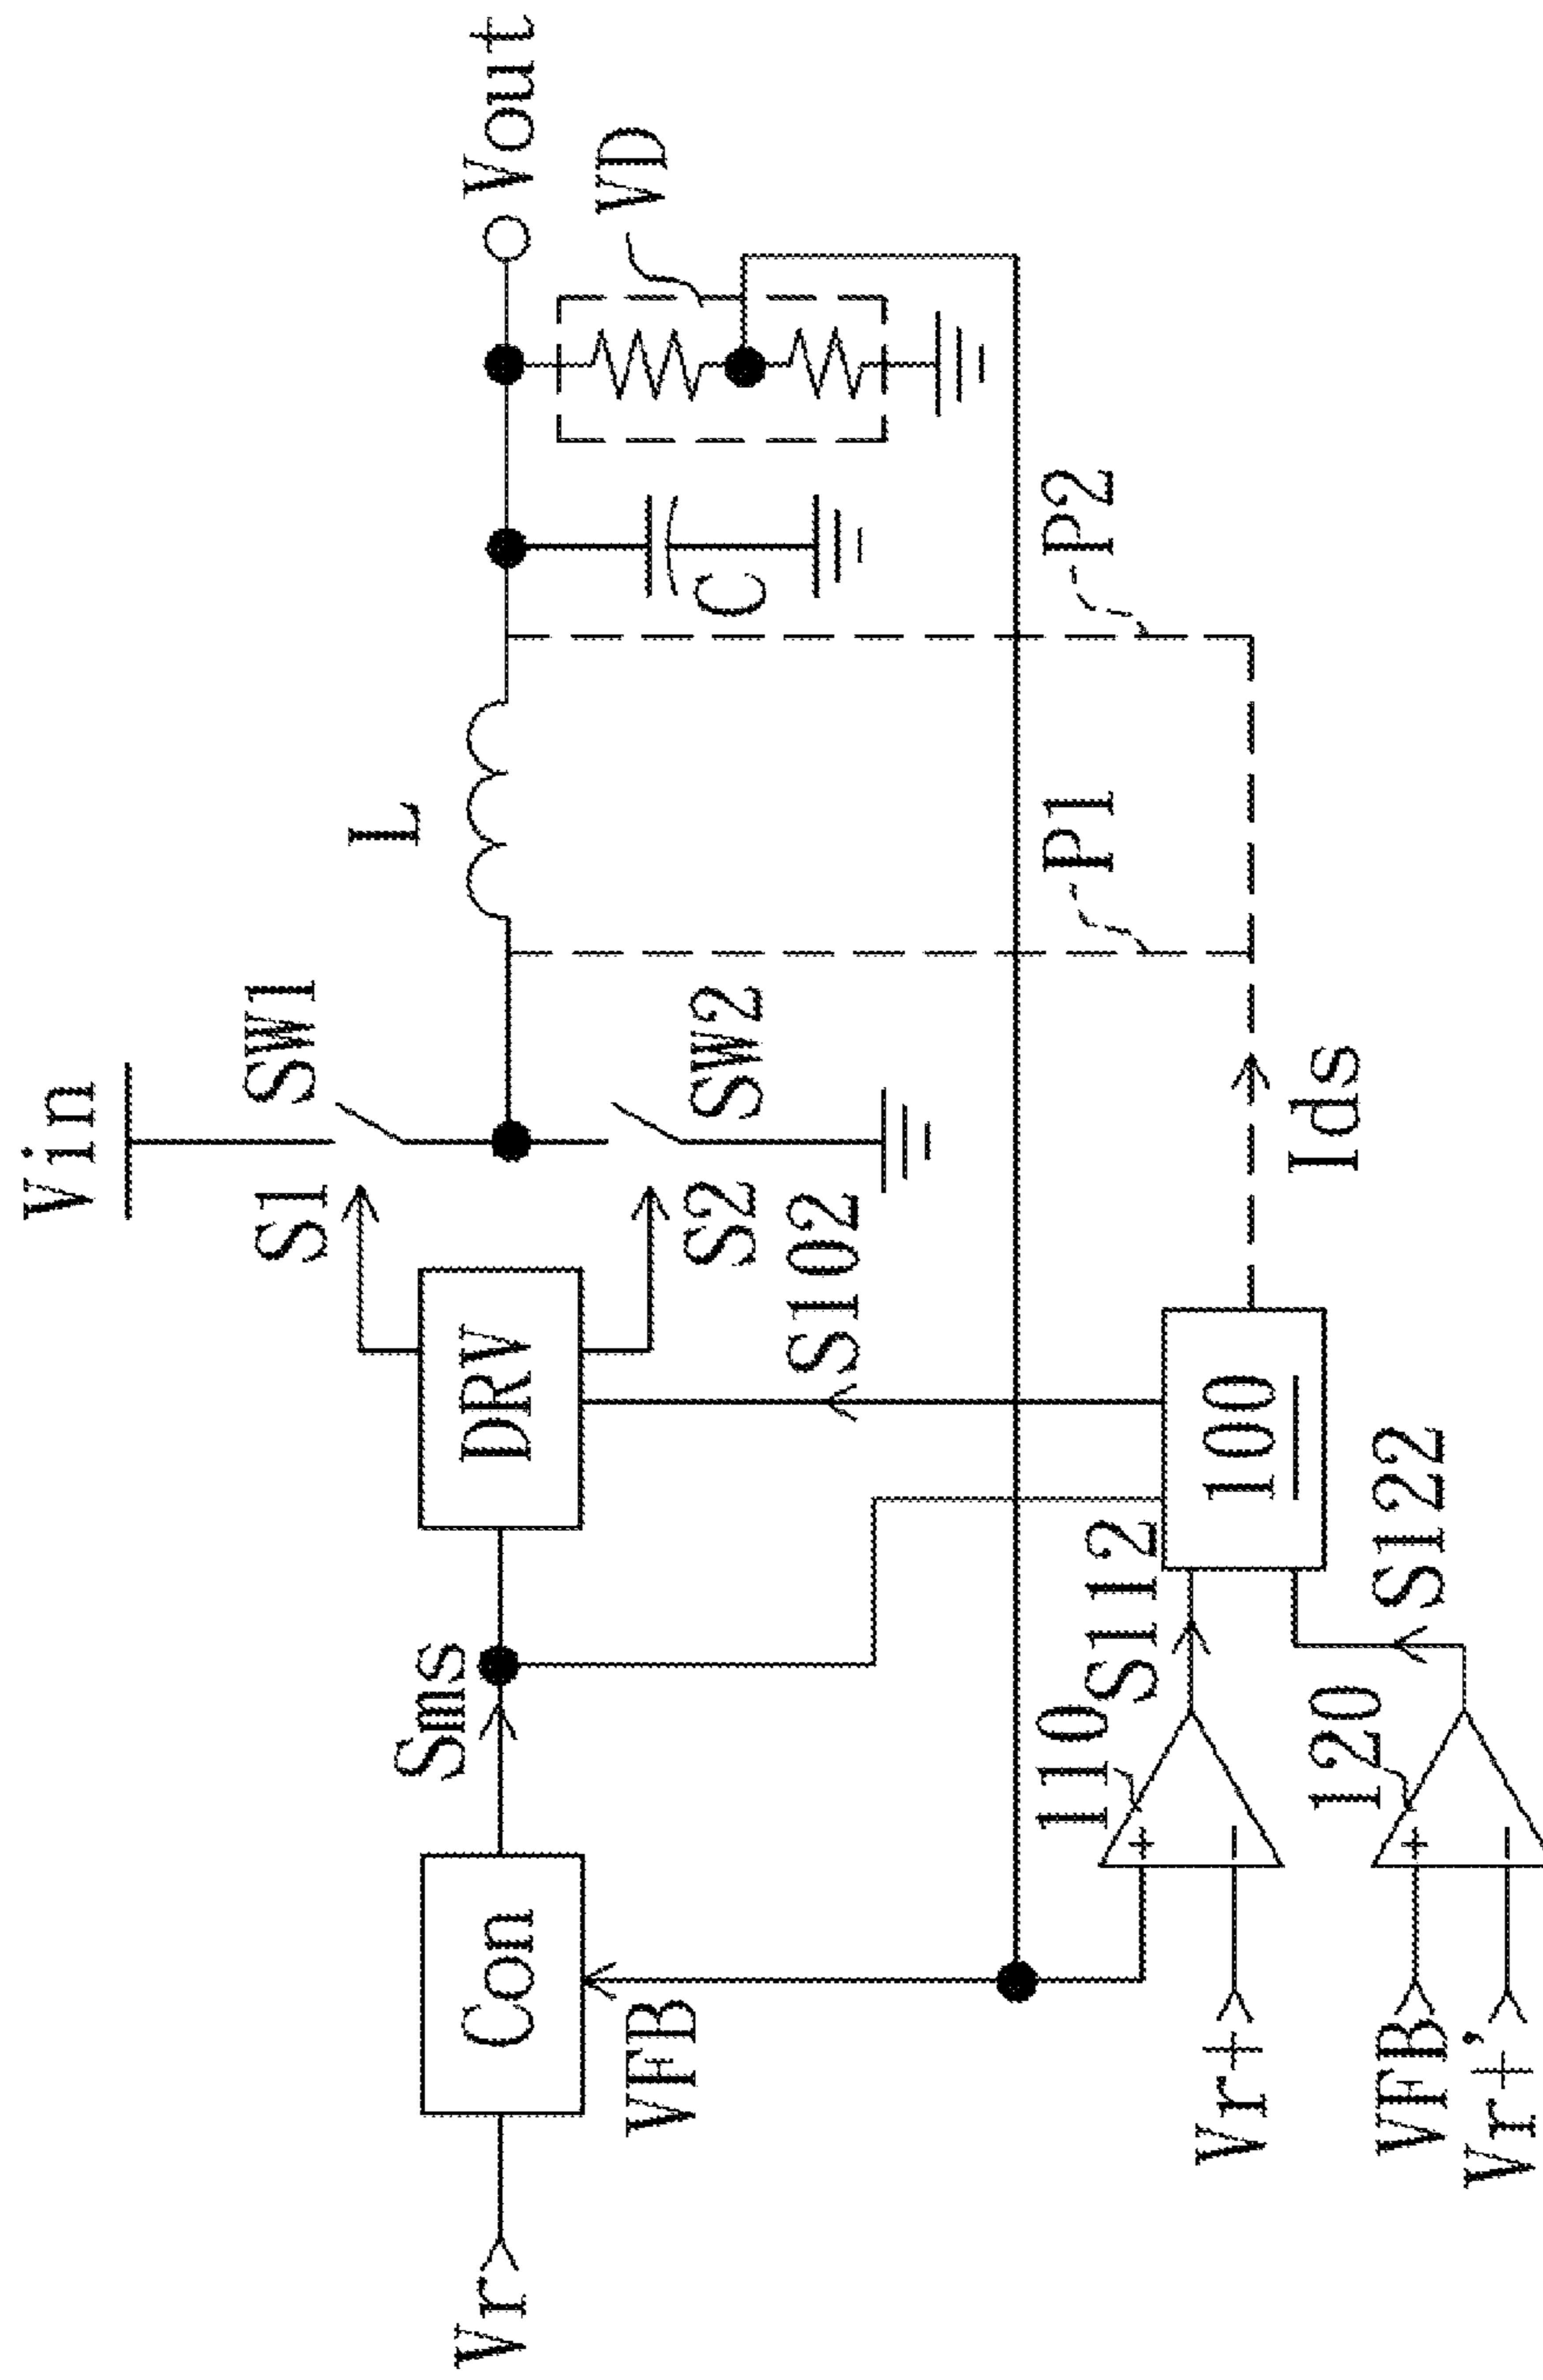 Vin
SW1
S1
L
Vout
Sms
Vr
Con
DRV
SW2
S2
C
VD
VFB
S102
110
S112
P1
P2
Vr+
100
Ids
120
S122
VFB
Vr+'
+
−
+
−